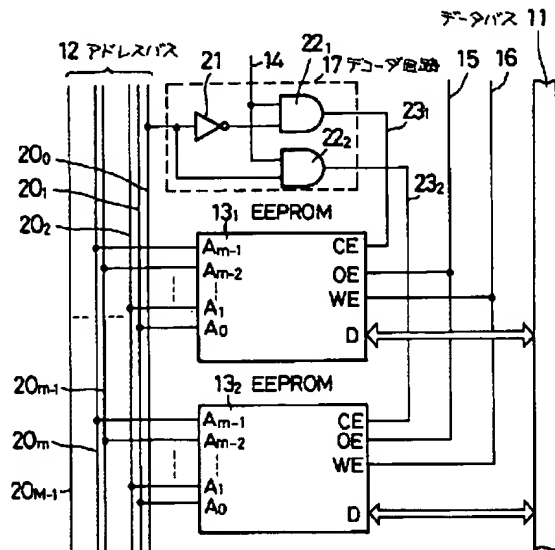 データバス 11
12 アドレスバス
14
22₁
17 デコーダ回路
15
16
21
22₂
23₁
23₂
20₀
20₁
20₂
13₁ EEPROM
Aₘ₋₁
Aₘ₋₂
A₁
A₀
CE
OE
WE
D
20ₘ₋₁
20ₘ
20M-1
13₂ EEPROM
Aₘ₋₁
Aₘ₋₂
A₁
A₀
CE
OE
WE
D